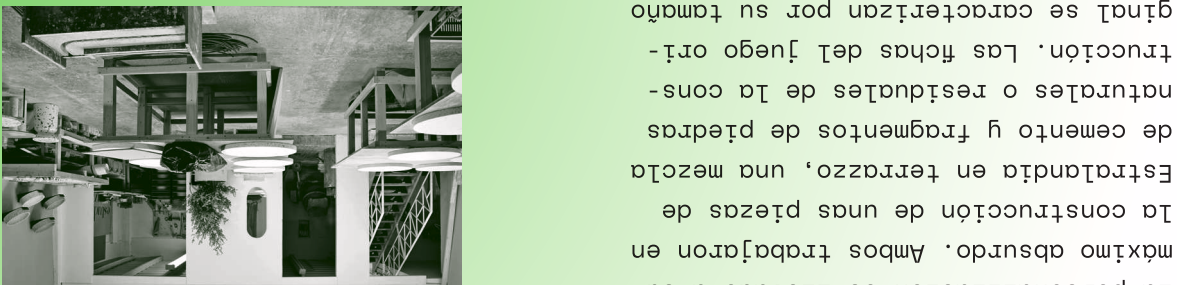 máximo absurdo. Ambos trabajaron en
la construcción de unas piezas de
Estralandia en terrazzo, una mezcla
de cemento y fragmentos de piedras
naturales o residuales de la cons-
trucción. Las fichas del juego ori-
ginal se caracterizan por su tamaño